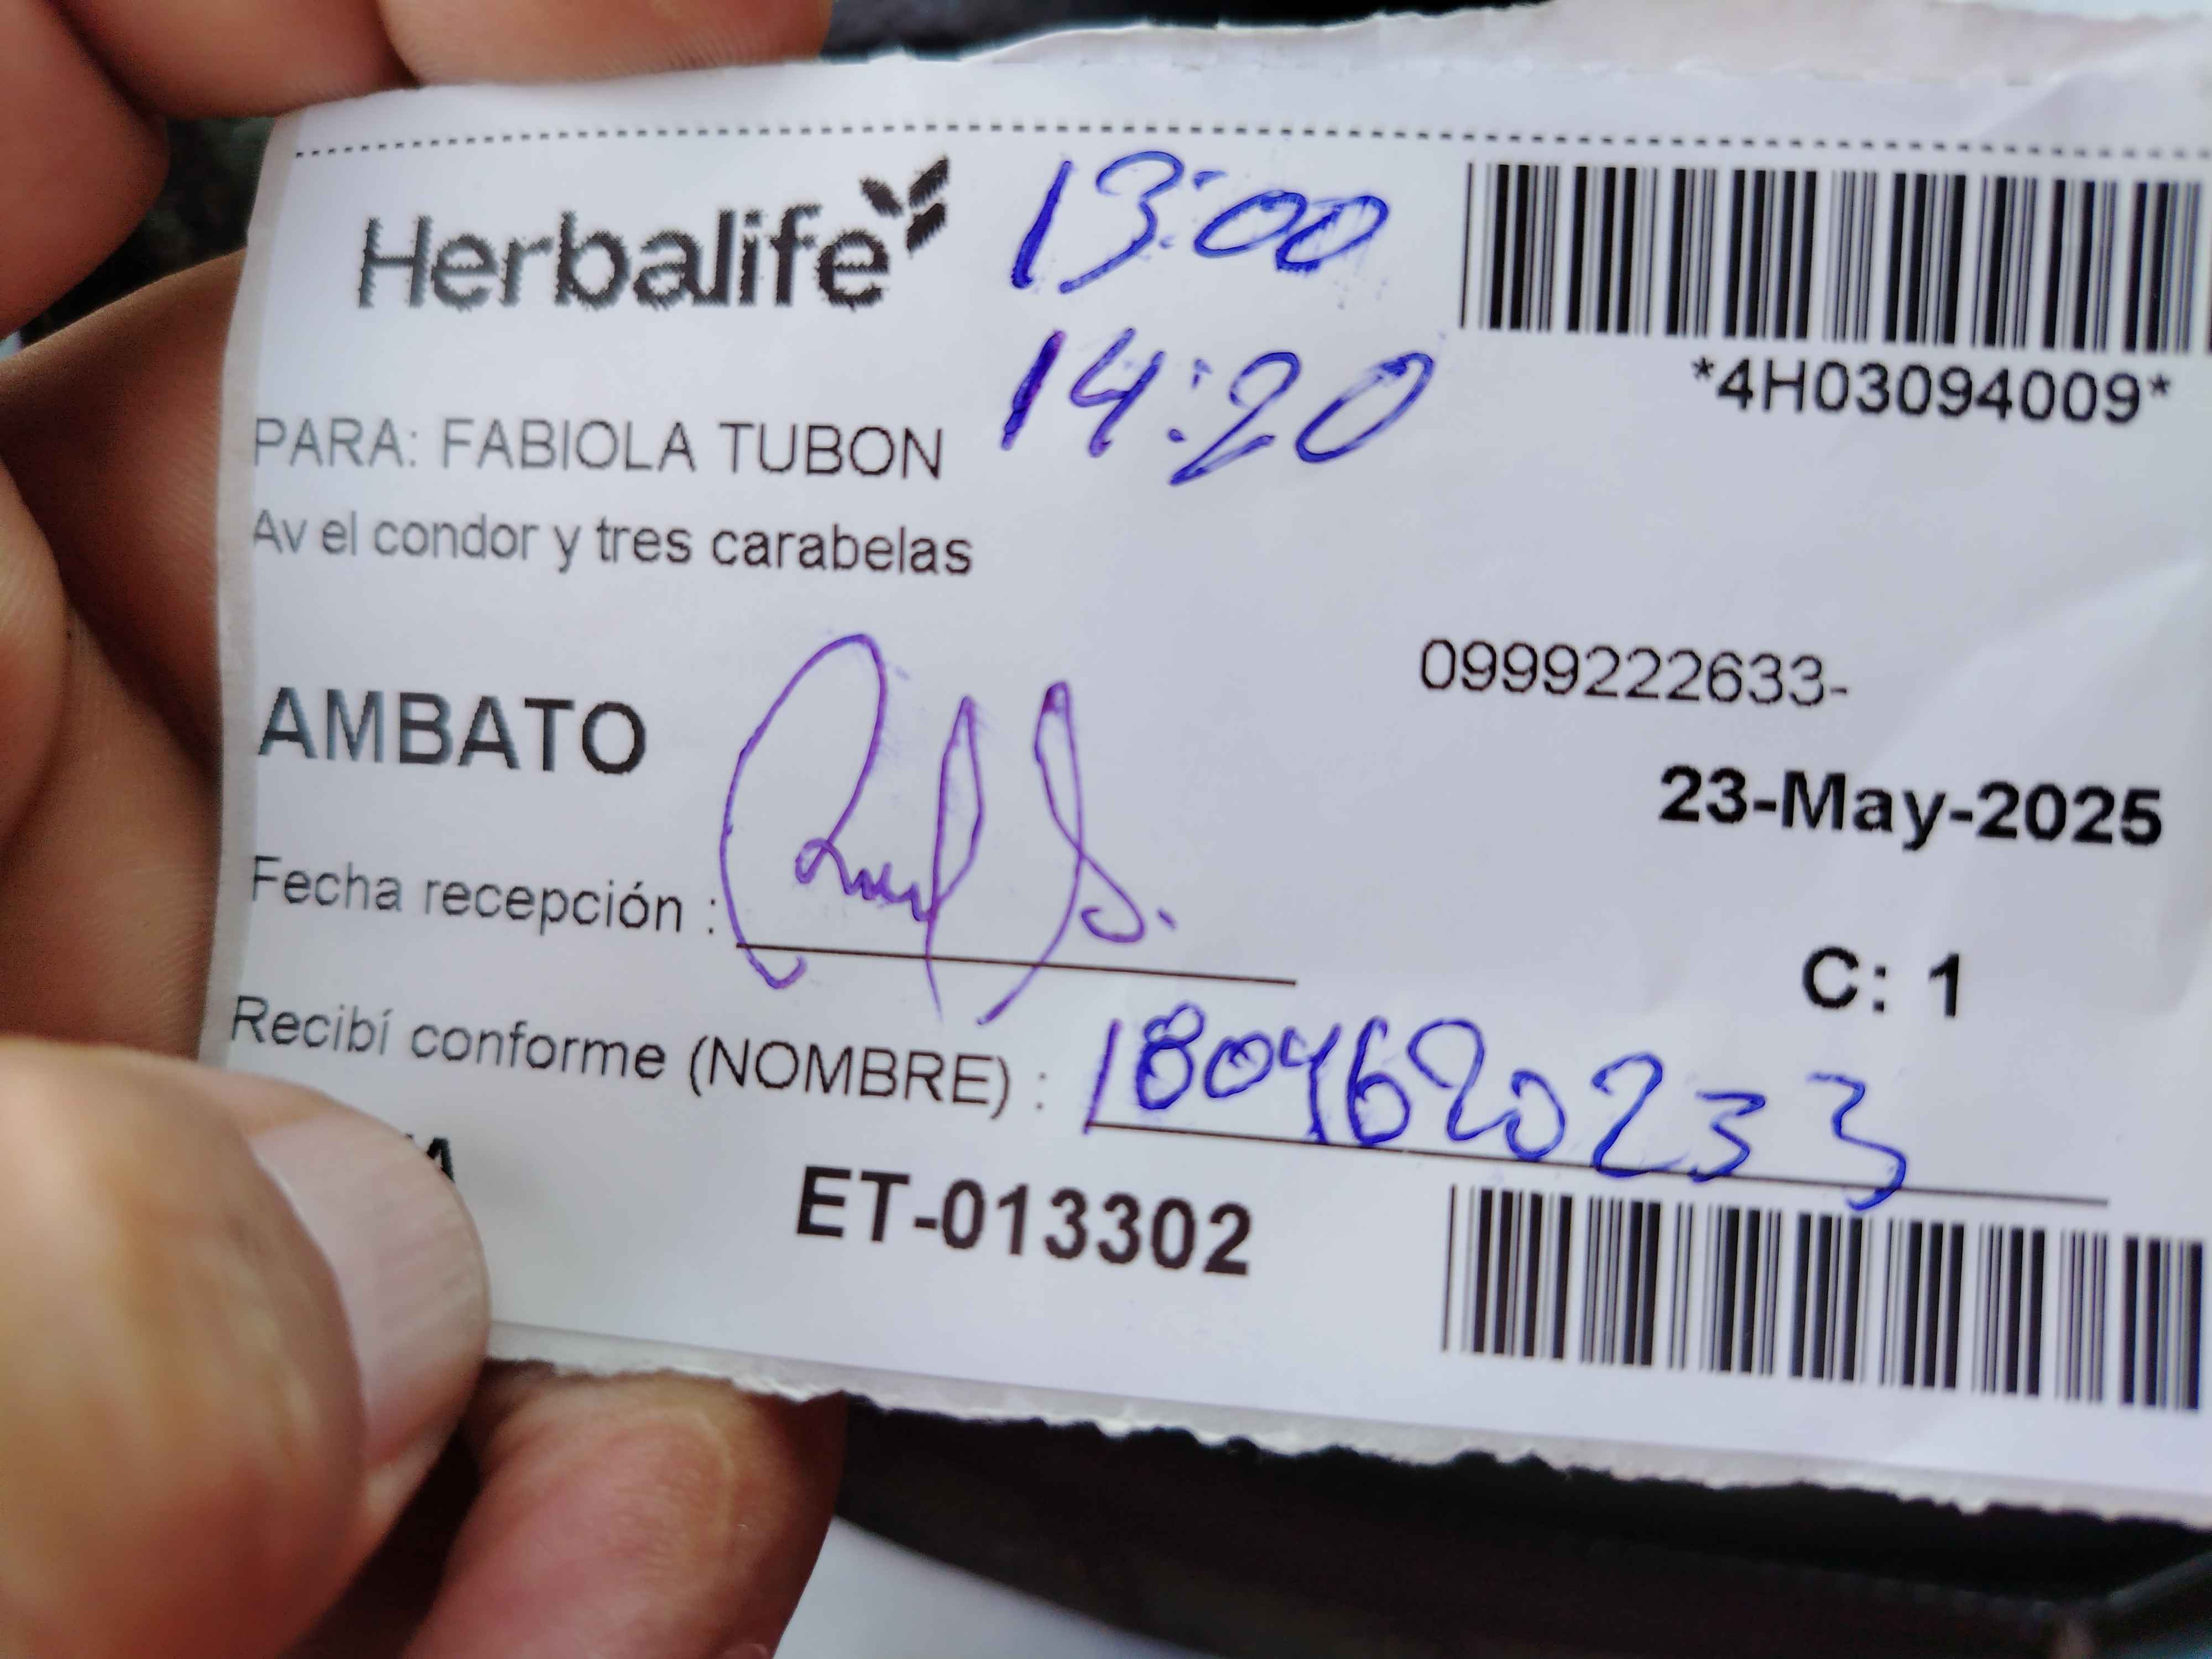 Herbalife
13:00
14:20
*4H03094009*
PARA: FABIOLA TUBON
Av el condor y tres carabelas
0999222633-
AMBATO
23-May-2025
Fecha recepción :
C: 1
Recibí conforme (NOMBRE) : 1804620233
ET-013302